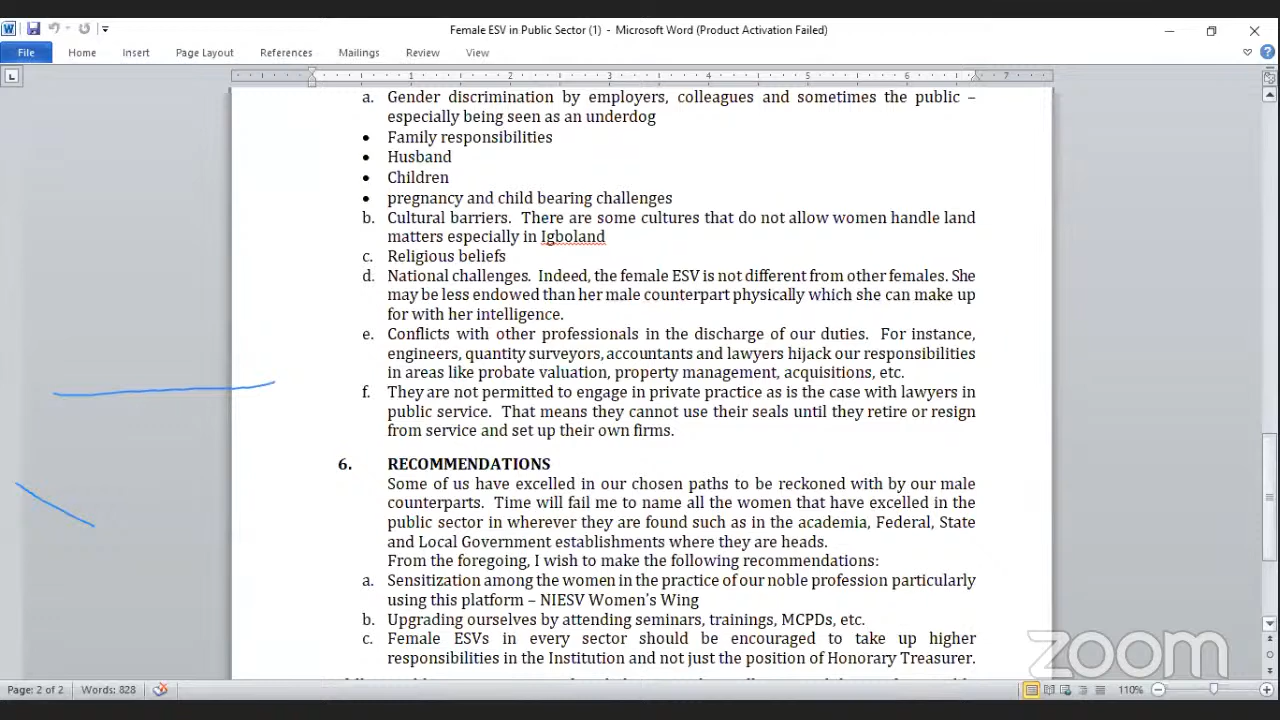 Female ESV in Public Sector (1) - Microsoft Word (Product Activation Failed)
File Home Insert Page Layout References Mailings Review View
1 2 3 4 5 6 7
a. Gender discrimination by employers, colleagues and sometimes the public –
especially being seen as an underdog
• Family responsibilities
• Husband
• Children
• pregnancy and child bearing challenges
b. Cultural barriers. There are some cultures that do not allow women handle land
matters especially in Igboland
c. Religious beliefs
d. National challenges. Indeed, the female ESV is not different from other females. She
may be less endowed than her male counterpart physically which she can make up
for with her intelligence.
e. Conflicts with other professionals in the discharge of our duties. For instance,
engineers, quantity surveyors, accountants and lawyers hijack our responsibilities
in areas like probate valuation, property management, acquisitions, etc.
f. They are not permitted to engage in private practice as is the case with lawyers in
public service. That means they cannot use their seals until they retire or resign
from service and set up their own firms.
6. RECOMMENDATIONS
Some of us have excelled in our chosen paths to be reckoned with by our male
counterparts. Time will fail me to name all the women that have excelled in the
public sector in wherever they are found such as in the academia, Federal, State
and Local Government establishments where they are heads.
From the foregoing, I wish to make the following recommendations:
a. Sensitization among the women in the practice of our noble profession particularly
using this platform – NIESV Women's Wing
b. Upgrading ourselves by attending seminars, trainings, MCPDs, etc.
c. Female ESVs in every sector should be encouraged to take up higher
responsibilities in the Institution and not just the position of Honorary Treasurer.
zoom
Page: 2 of 2 Words: 828 110%